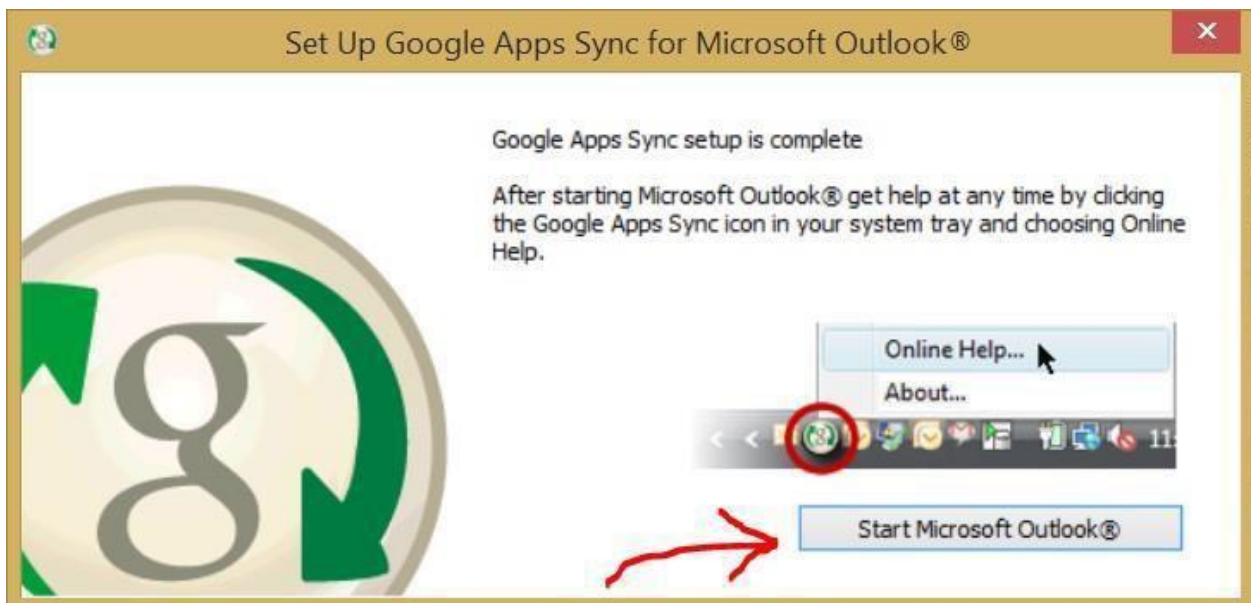 Set Up Google Apps Sync for Microsoft Outlook®
Google Apps Sync setup is complete
After starting Microsoft Outlook® get help at any time by clicking
the Google Apps Sync icon in your system tray and choosing Online
Help.
g
Online Help...
About...
11:
Start Microsoft Outlook®